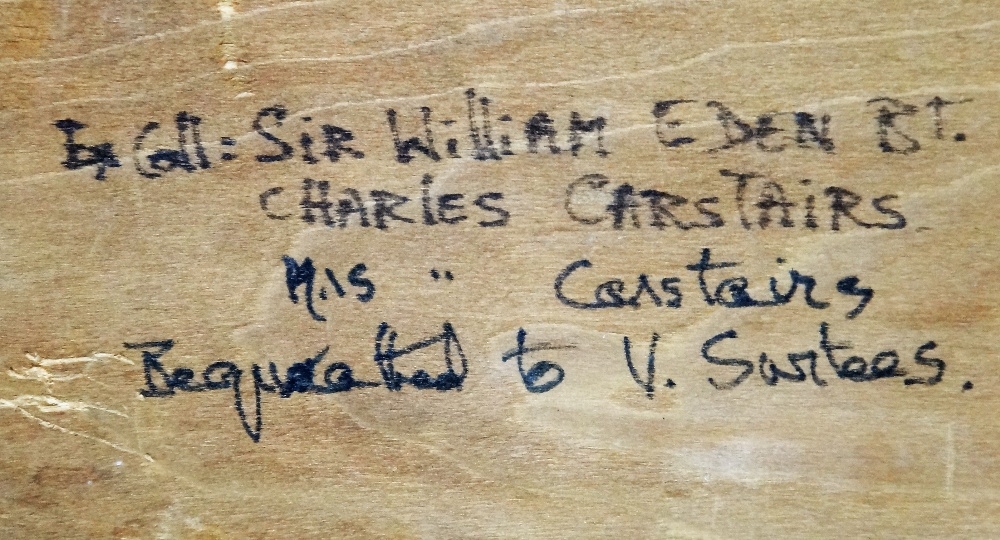 Ex Coll: SiR WilliAM EDEN BT.
CHARlES CARSTAiRS.
Mrs " Carstairs
Bequeathed to V. Surtees.